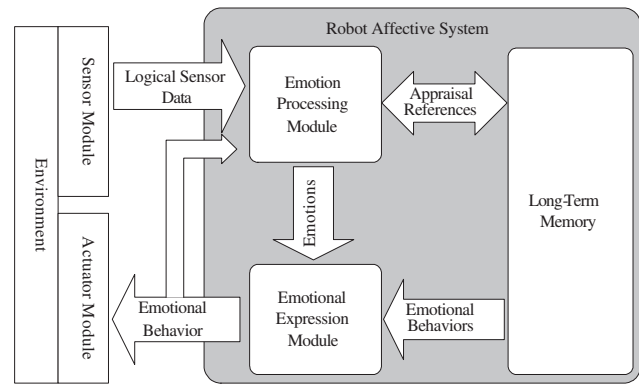 Robot Affective System
Environment
Sensor Module
Logical Sensor
Data
Emotion
Processing
Module
Appraisal
References
Long-Term
Memory
Emotions
Actuator Module
Emotional
Behavior
Emotional
Expression
Module
Emotional
Behaviors